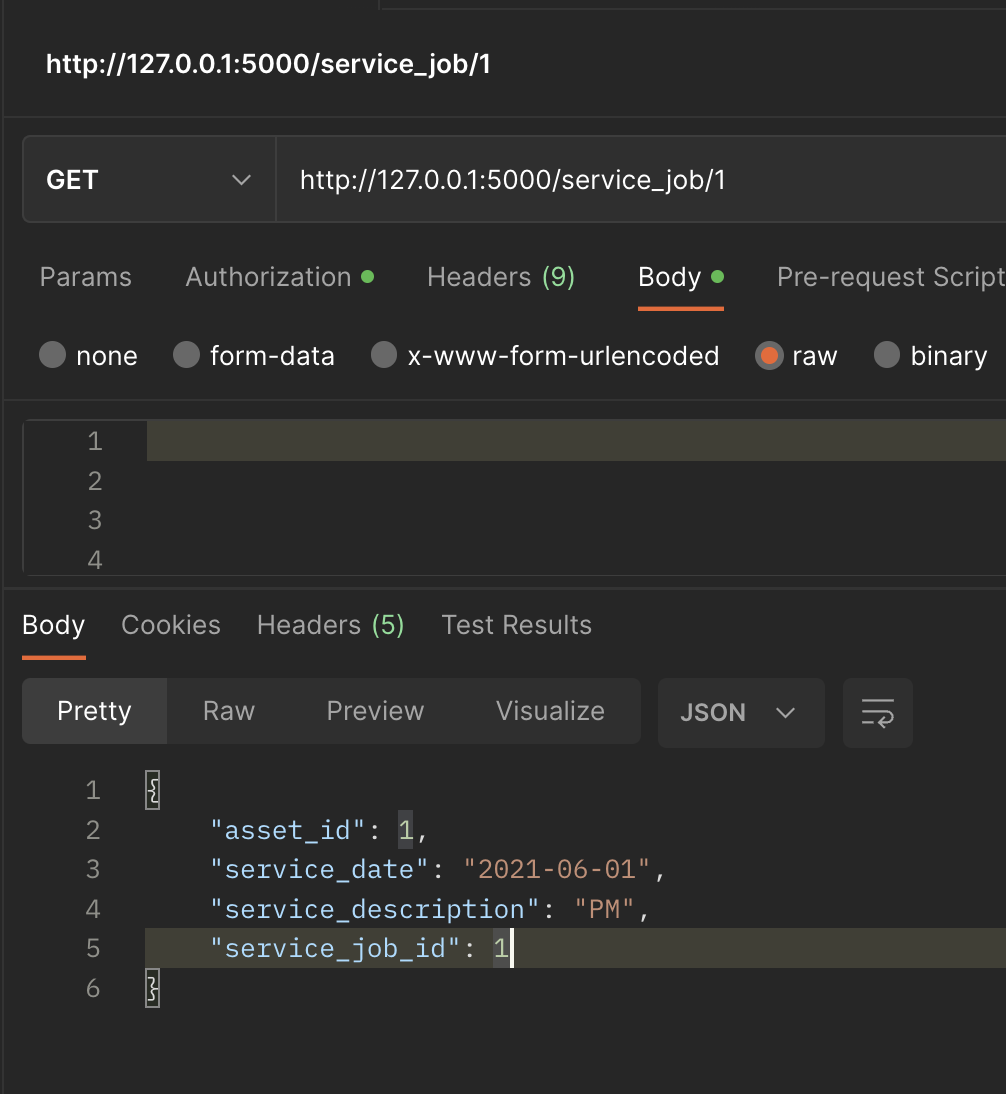 http://127.0.0.1:5000/service_job/1
GET http://127.0.0.1:5000/service_job/1
Params Authorization Headers (9) Body Pre-request Script
none form-data x-www-form-urlencoded raw binary
1
2
3
4
Body Cookies Headers (5) Test Results
Pretty Raw Preview Visualize JSON
1 {
2 "asset_id": 1,
3 "service_date": "2021-06-01",
4 "service_description": "PM",
5 "service_job_id": 1
6 }